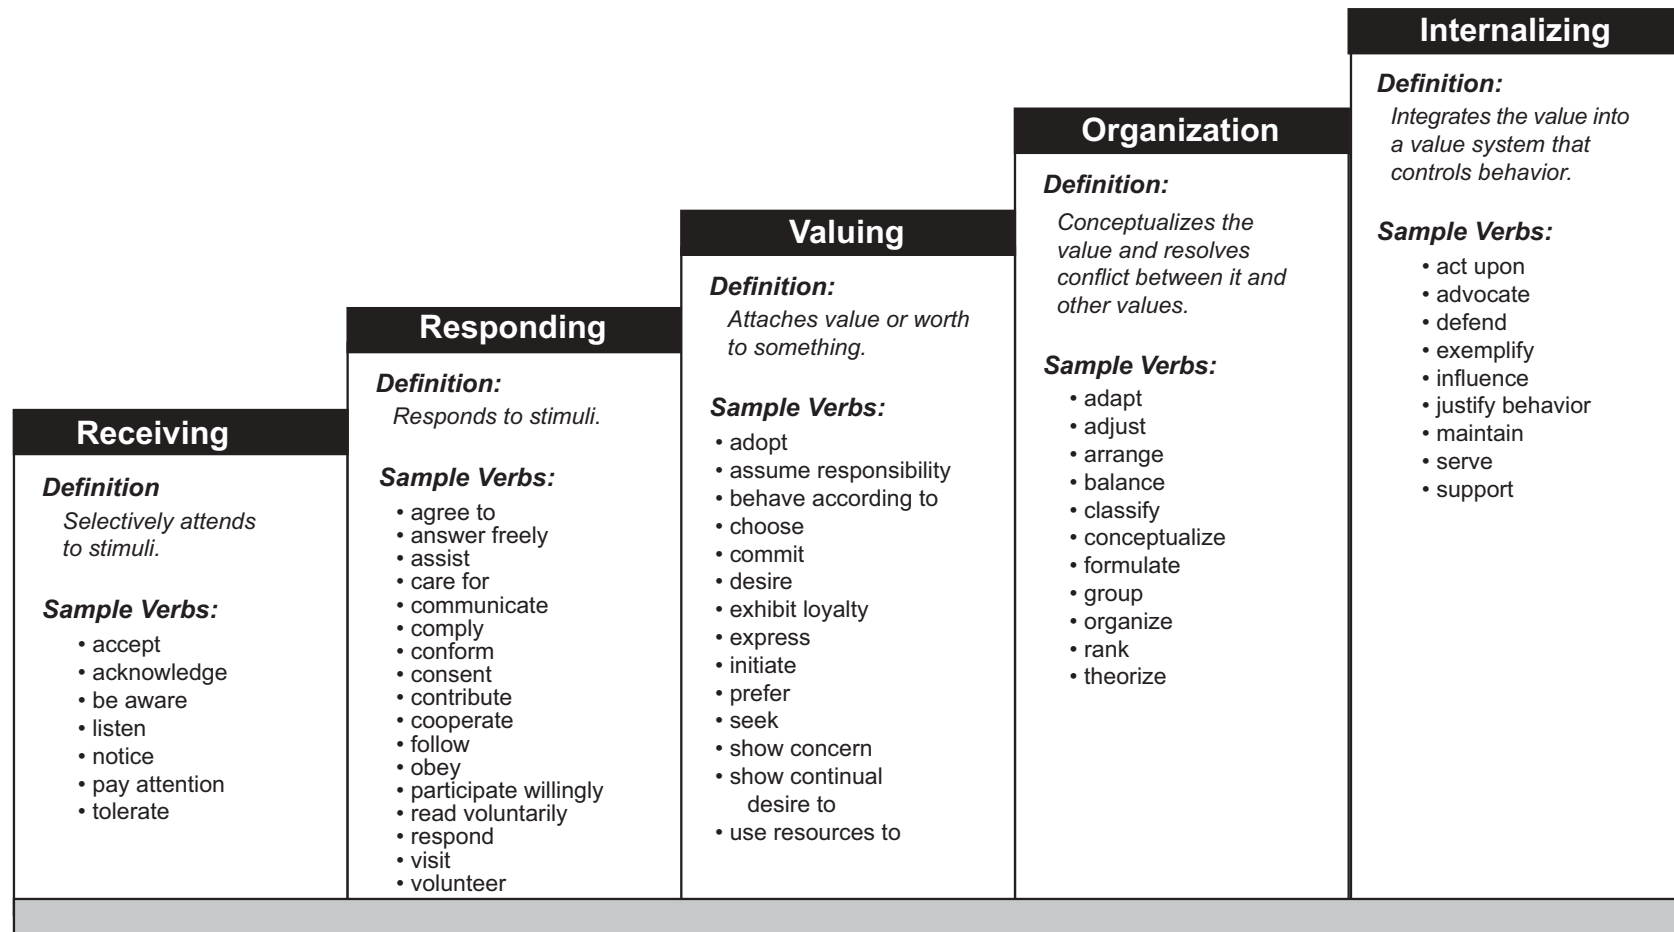 Receiving
Definition
Selectively attends
to stimuli.
Sample Verbs:
• accept
• acknowledge
• be aware
• listen
• notice
• pay attention
• tolerate
Responding
Definition:
Responds to stimuli.
Sample Verbs:
• agree to
• answer freely
• assist
• care for
• communicate
• comply
• conform
• consent
• contribute
• cooperate
• follow
• obey
• participate willingly
• read voluntarily
• respond
• visit
• volunteer
Valuing
Definition:
Attaches value or worth
to something.
Sample Verbs:
• adopt
• assume responsibility
• behave according to
• choose
• commit
• desire
• exhibit loyalty
• express
• initiate
• prefer
• seek
• show concern
• show continual
desire to
• use resources to
Organization
Definition:
Conceptualizes the
value and resolves
conflict between it and
other values.
Sample Verbs:
• adapt
• adjust
• arrange
• balance
• classify
• conceptualize
• formulate
• group
• organize
• rank
• theorize
Internalizing
Definition:
Integrates the value into
a value system that
controls behavior.
Sample Verbs:
• act upon
• advocate
• defend
• exemplify
• influence
• justify behavior
• maintain
• serve
• support